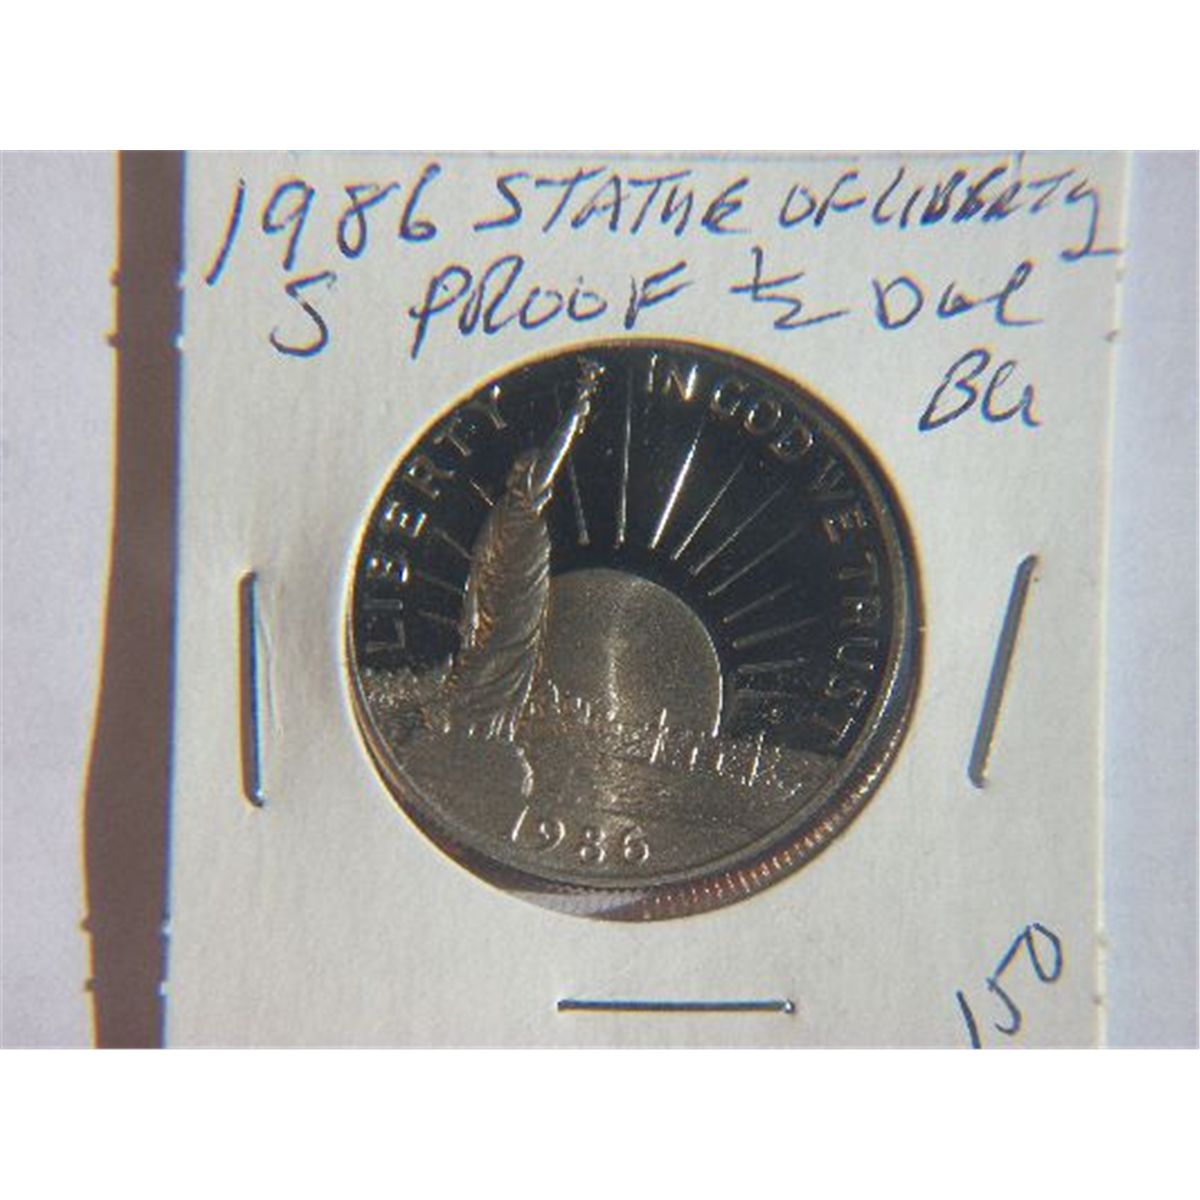 1986 STATUE OF LIBERTY
S PROOF 1/2 Dol
BU
LIBERTY
IN GOD WE TRUST
1986
150